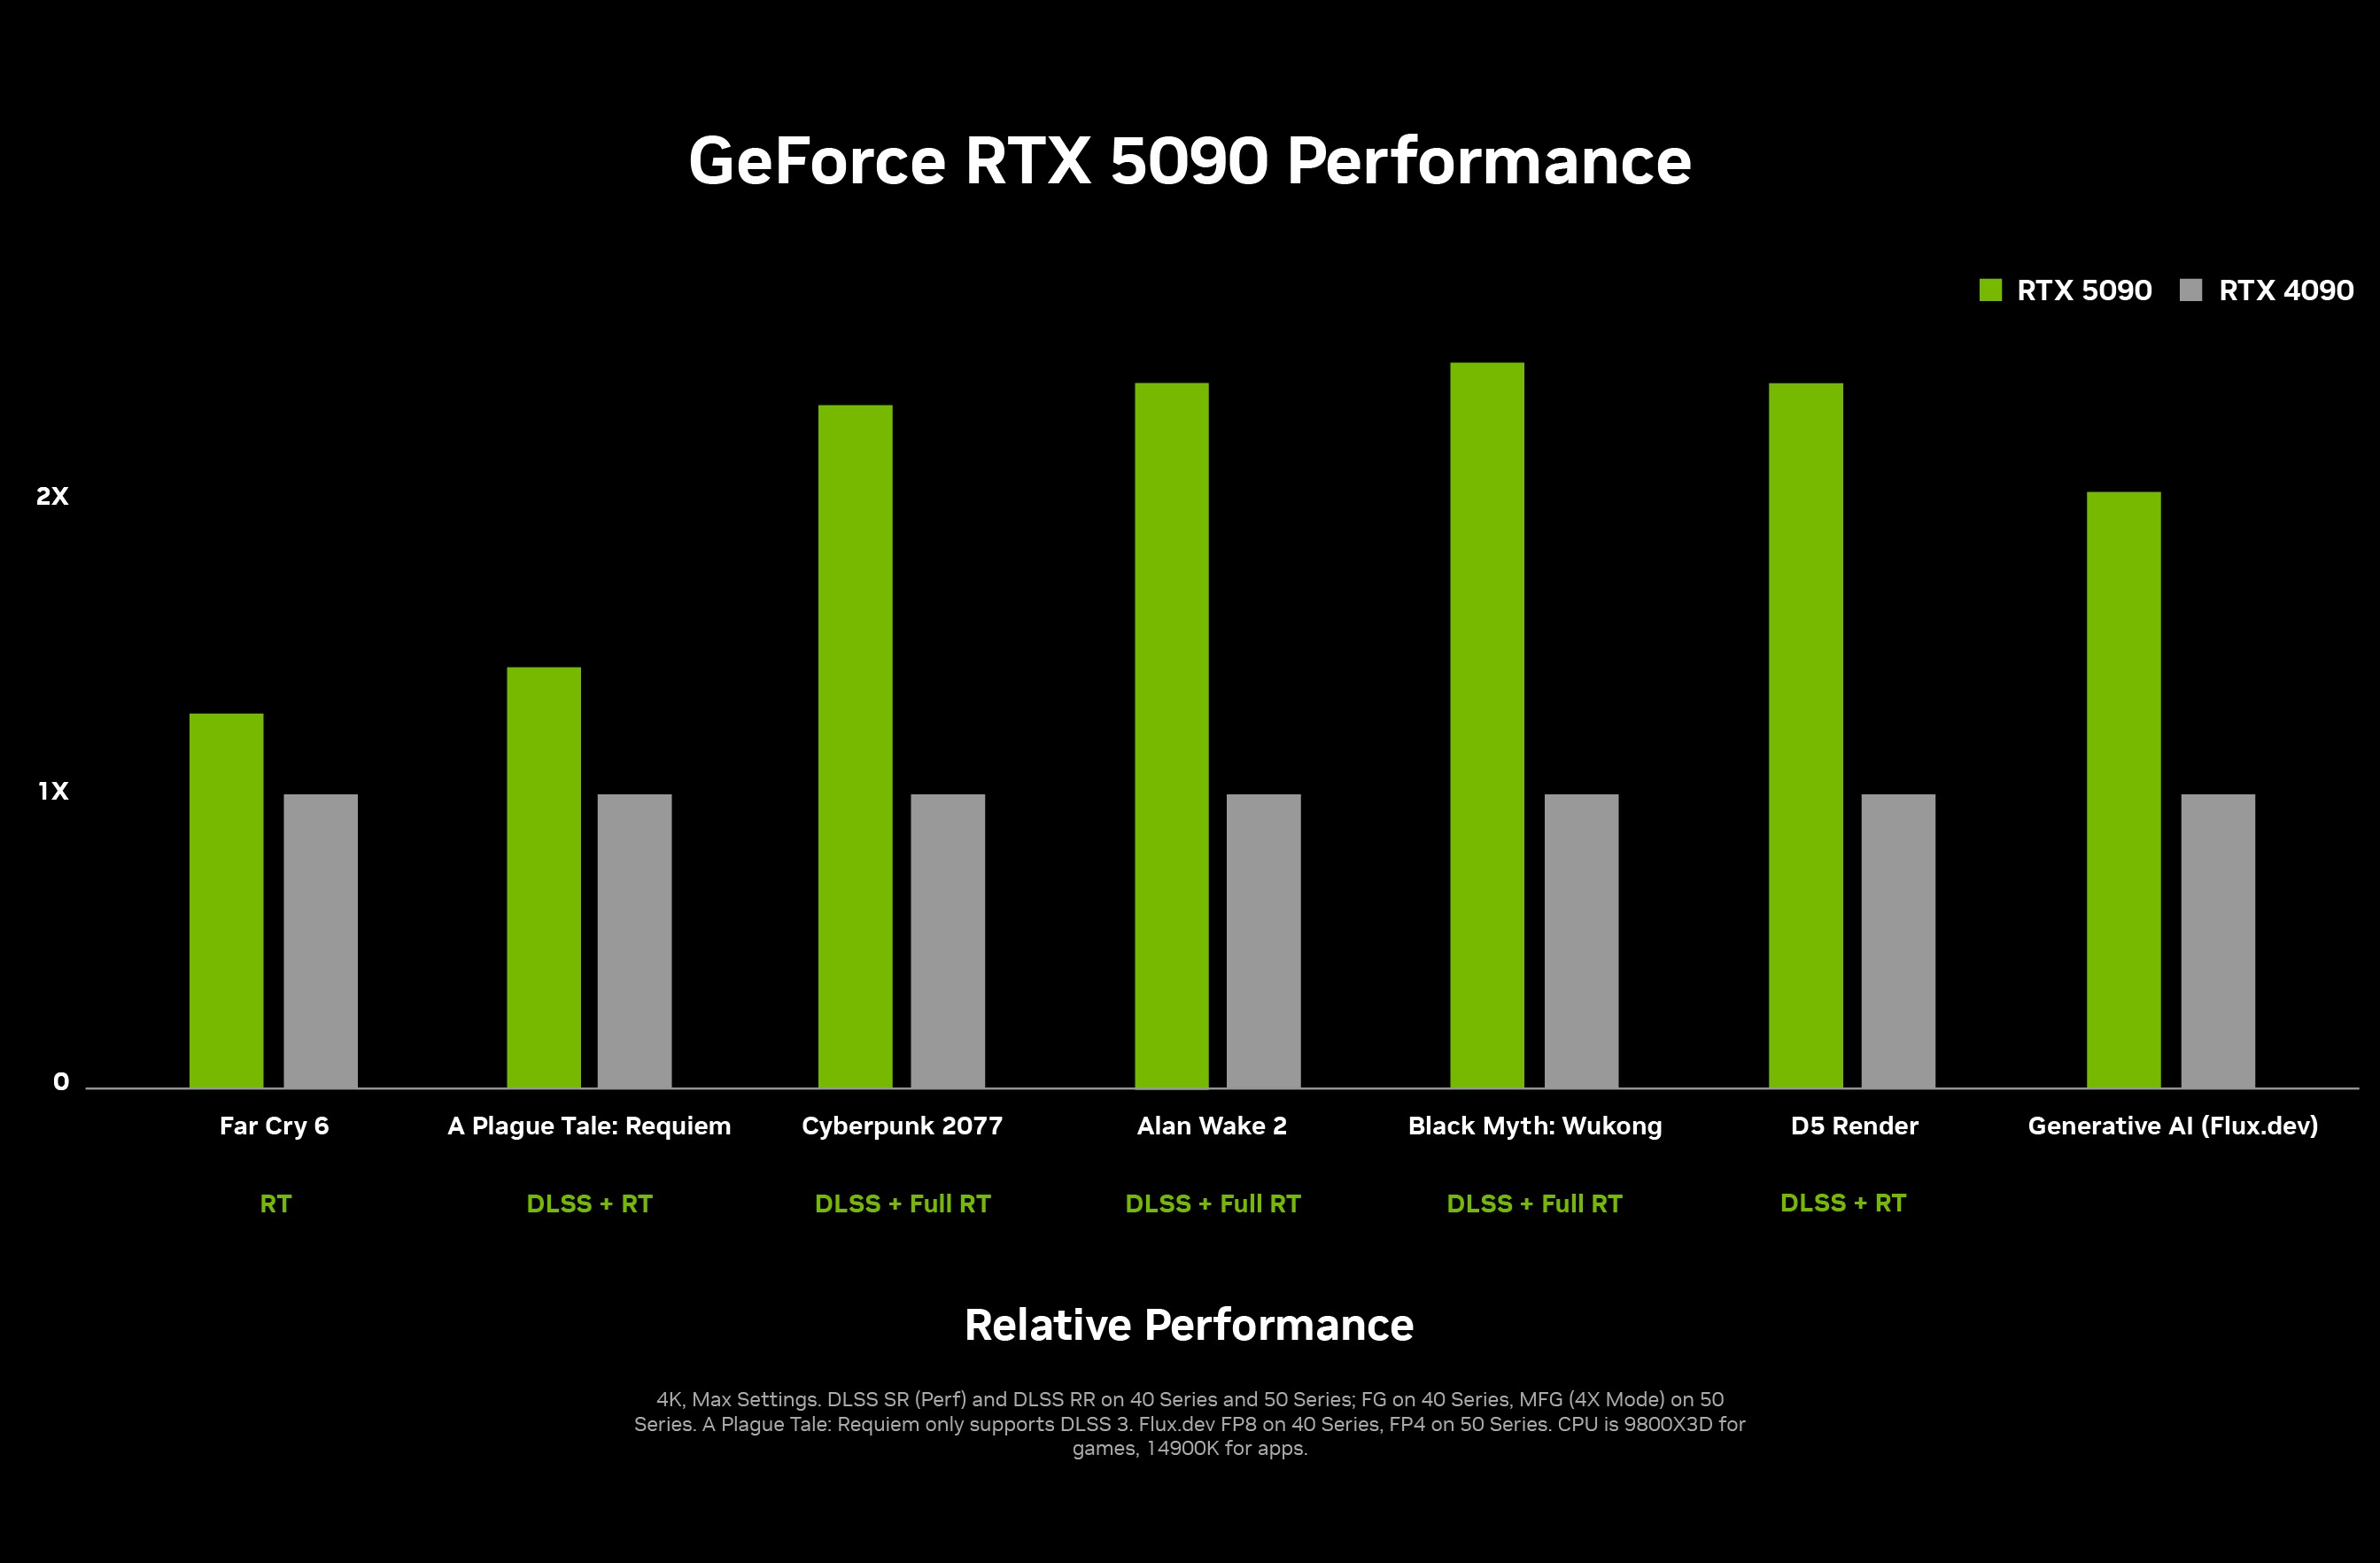 GeForce RTX 5090 Performance
RTX 5090 RTX 4090
2X
1X
0
Far Cry 6 A Plague Tale: Requiem Cyberpunk 2077 Alan Wake 2 Black Myth: Wukong D5 Render Generative AI (Flux.dev)
RT DLSS + RT DLSS + Full RT DLSS + Full RT DLSS + Full RT DLSS + RT
Relative Performance
4K, Max Settings. DLSS SR (Perf) and DLSS RR on 40 Series and 50 Series; FG on 40 Series, MFG (4X Mode) on 50
Series. A Plague Tale: Requiem only supports DLSS 3. Flux.dev FP8 on 40 Series, FP4 on 50 Series. CPU is 9800X3D for
games, 14900K for apps.